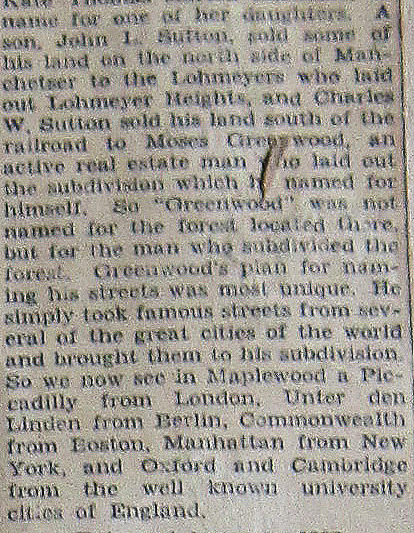 name for one of her daughters. A
son, John L. Sutton, sold some of
his land on the north side of Man-
chetser to the Lohmeyers who laid
out Lohmeyer Heights, and Charles
W. Sutton sold his land south of the
railroad to Moses Greenwood, an
active real estate man who laid out
the subdivision which is named for
himself. So "Greenwood" was not
named for the forest located there,
but for the man who subdivided the
forest. Greenwood's plan for nam-
ing his streets was most unique. He
simply took famous streets from sev-
eral of the great cities of the world
and brought them to his subdivision.
So we now see in Maplewood a Pic-
cadilly from London, Unter den
Linden from Berlin, Commonwealth
from Boston, Manhattan from New
York, and Oxford and Cambridge
from the well known university
cities of England.